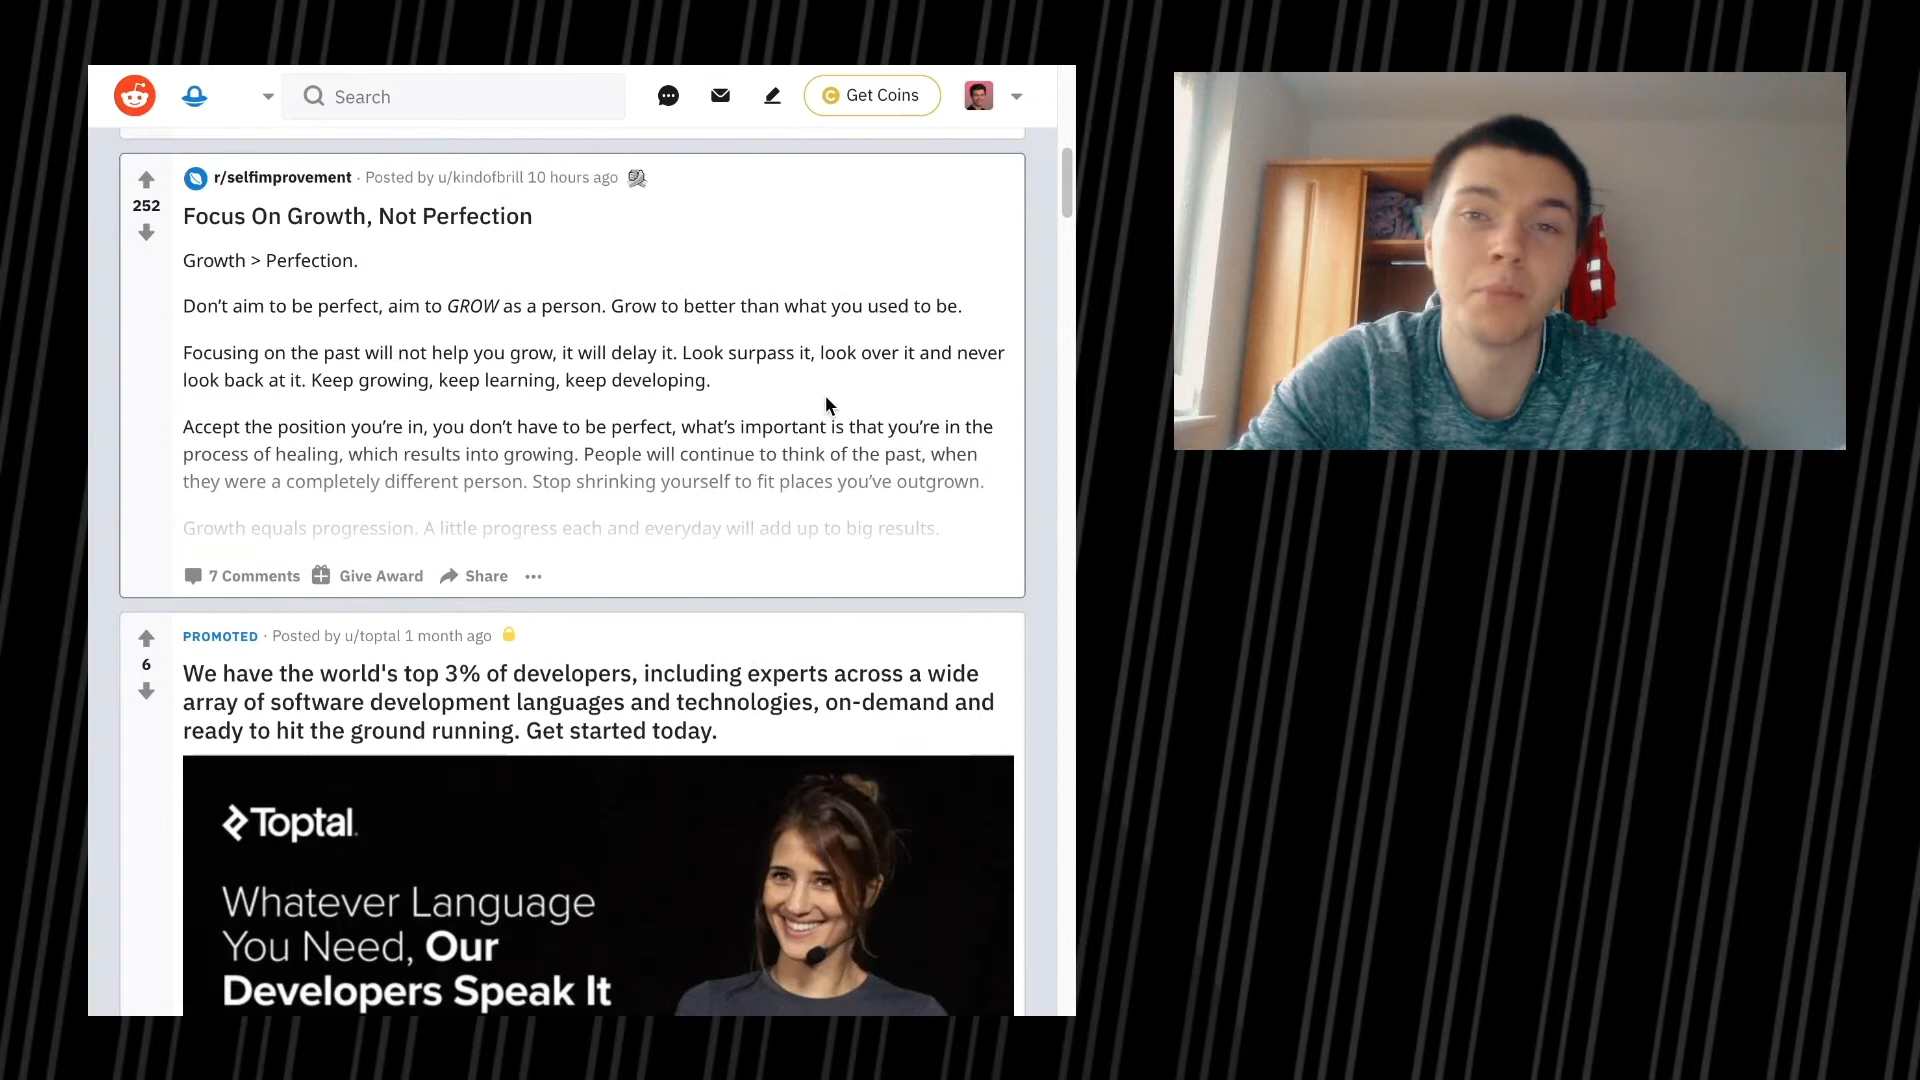 Search
Get Coins
r/selfimprovement · Posted by u/kindofbrill 10 hours ago
252
Focus On Growth, Not Perfection
Growth > Perfection.
Don’t aim to be perfect, aim to GROW as a person. Grow to better than what you used to be.
Focusing on the past will not help you grow, it will delay it. Look surpass it, look over it and never
look back at it. Keep growing, keep learning, keep developing.
Accept the position you’re in, you don’t have to be perfect, what’s important is that you’re in the
process of healing, which results into growing. People will continue to think of the past, when
they were a completely different person. Stop shrinking yourself to fit places you’ve outgrown.
Growth equals progression. A little progress each and everyday will add up to big results.
7 Comments Give Award Share
PROMOTED · Posted by u/toptal 1 month ago
6
We have the world's top 3% of developers, including experts across a wide
array of software development languages and technologies, on-demand and
ready to hit the ground running. Get started today.
Toptal
Whatever Language
You Need, Our
Developers Speak It